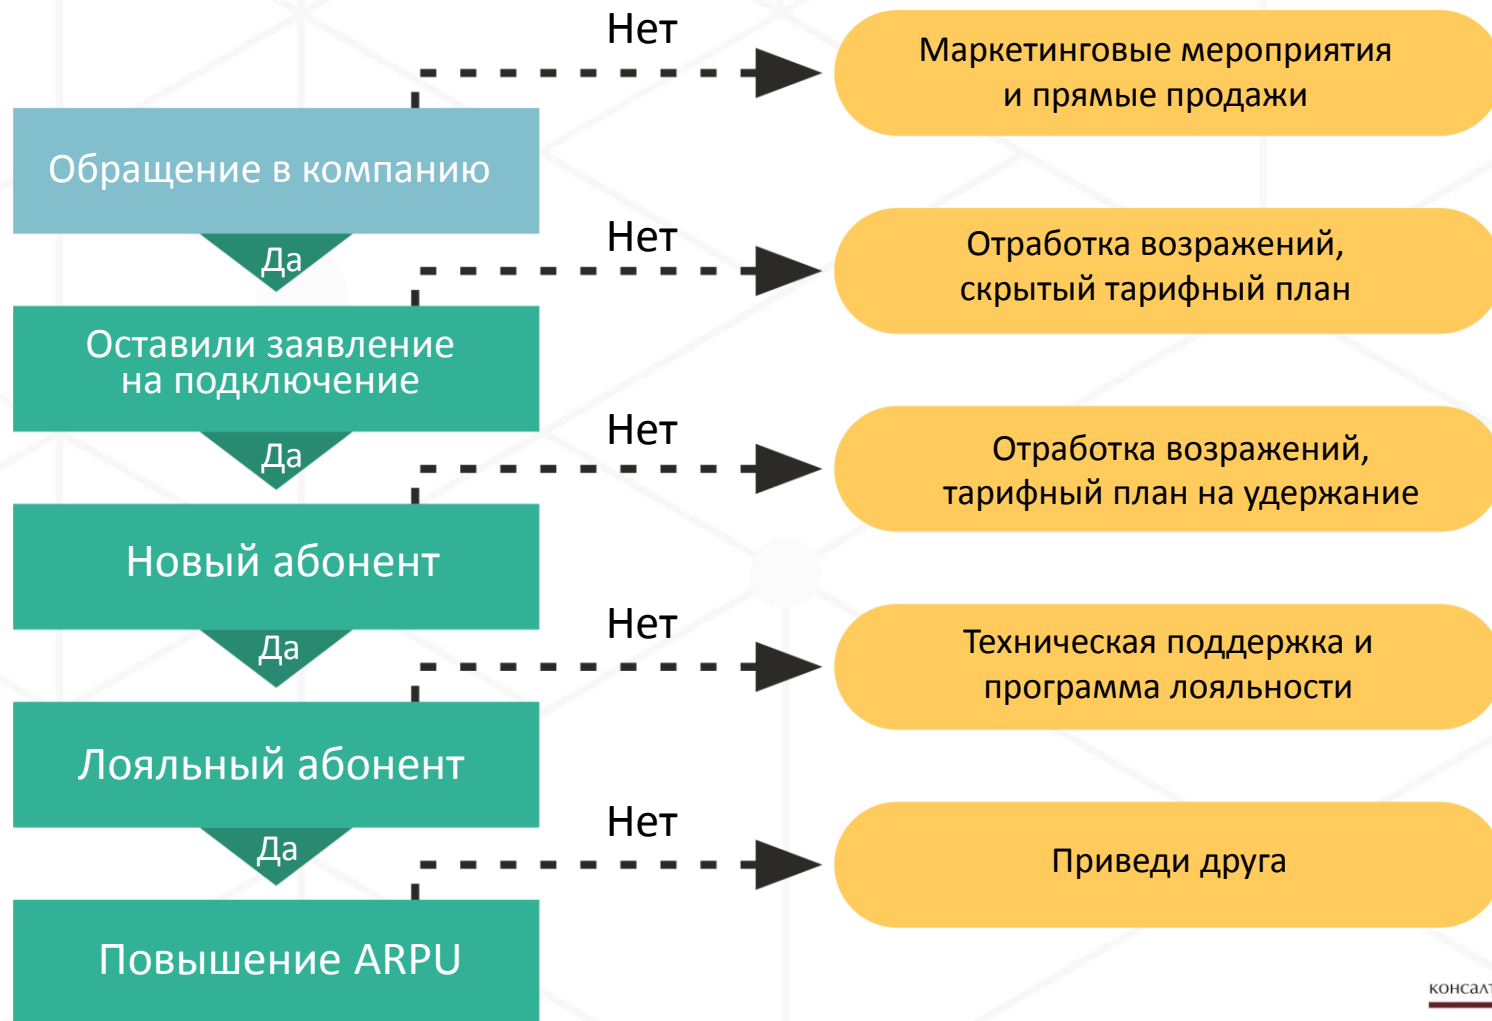 Нет
Маркетинговые мероприятия
и прямые продажи
Обращение в компанию
Да
Нет
Отработка возражений,
скрытый тарифный план
Оставили заявление
на подключение
Да
Нет
Отработка возражений,
тарифный план на удержание
Новый абонент
Да
Нет
Техническая поддержка и
программа лояльности
Лояльный абонент
Да
Нет
Приведи друга
Повышение ARPU